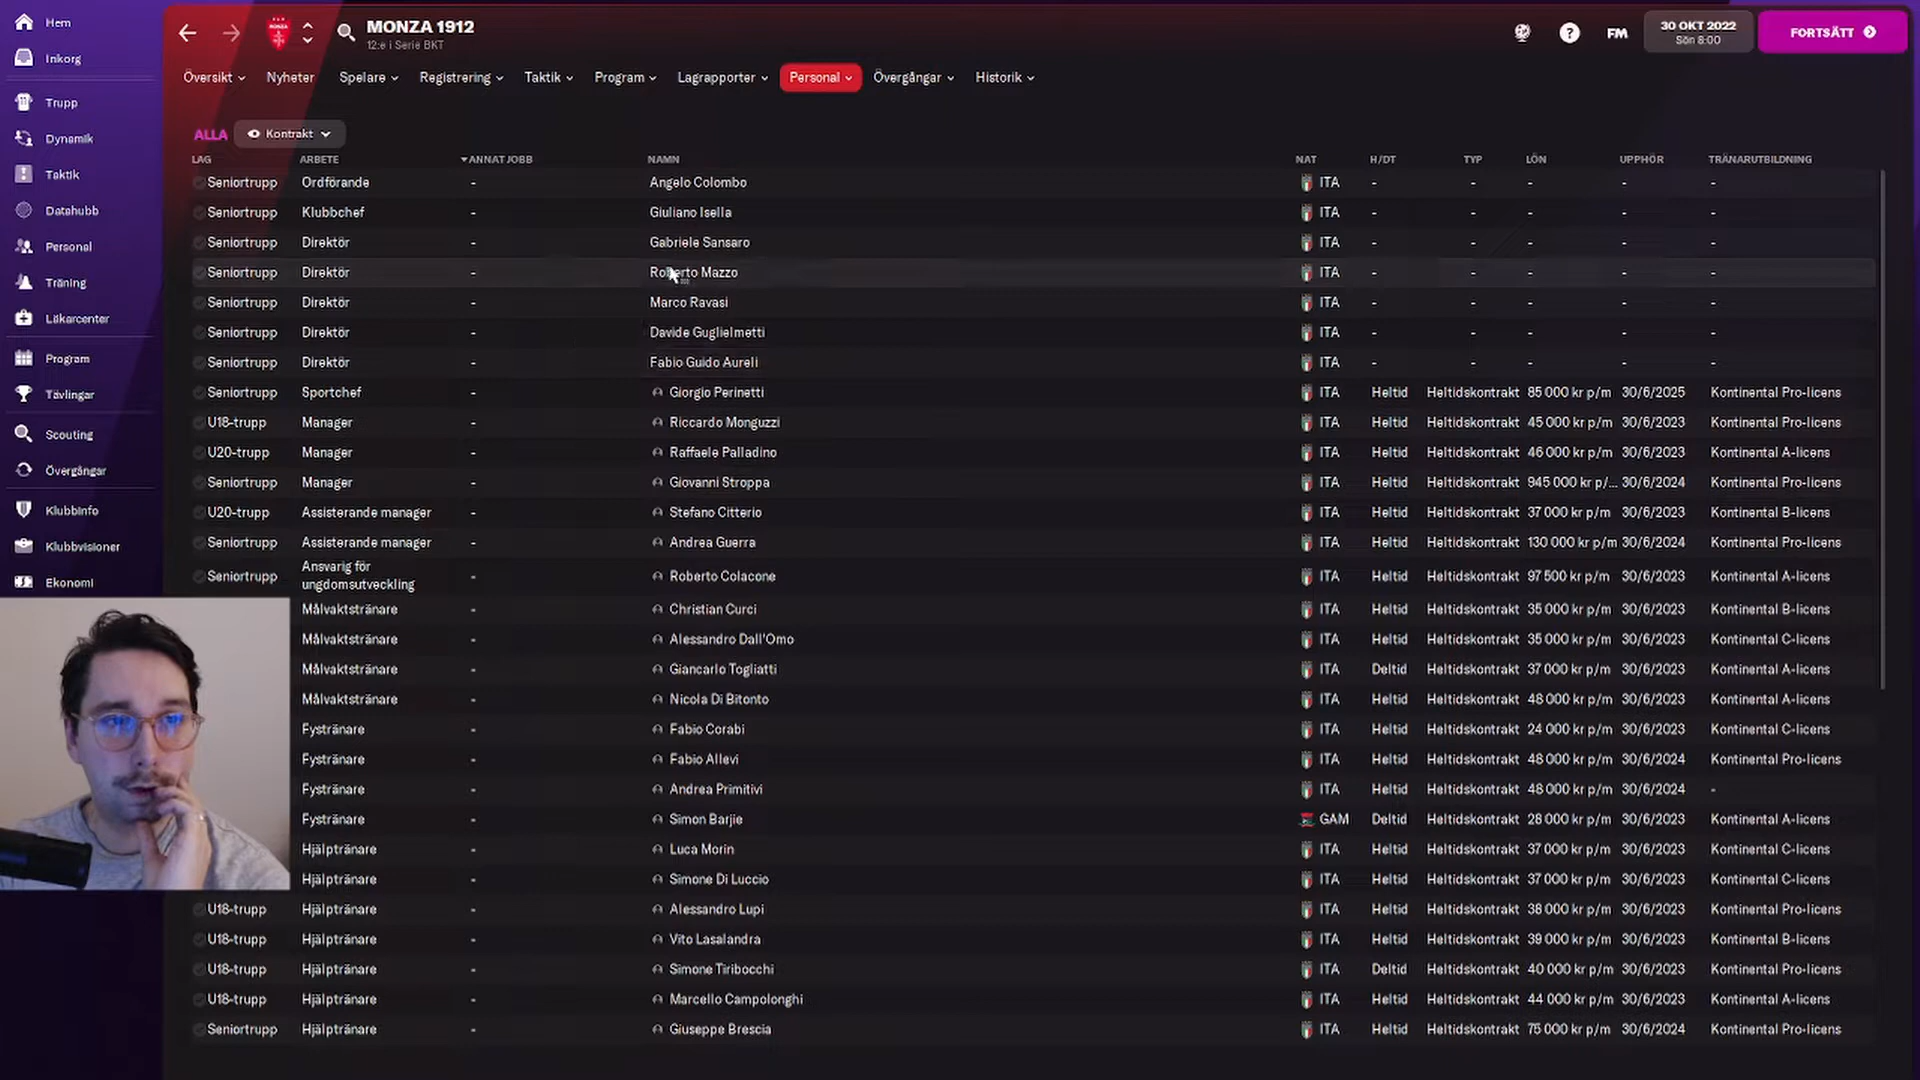 Hem
Inkorg
Trupp
Dynamik
Taktik
Datahubb
Personal
Träning
Läkarcenter
Program
Tävlingar
Scouting
Övergångar
Klubbinfo
Klubbvisioner
Ekonomi
MONZA 1912
12:e i Serie BKT
FM
30 OKT 2022
Sön 8:00
FORTSÄTT
Översikt Nyheter Spelare Registrering Taktik Program Lagrapporter Personal Övergångar Historik
ALLA Kontrakt
LAG ARBETE ANNAT JOBB NAMN NAT H/DT TYP LÖN UPPHÖR TRÄNARUTBILDNING
Seniortrupp Ordförande - Angelo Colombo ITA - - - - -
Seniortrupp Klubbchef - Giuliano Isella ITA - - - - -
Seniortrupp Direktör - Gabriele Sansaro ITA - - - - -
Seniortrupp Direktör - Roberto Mazzo ITA - - - - -
Seniortrupp Direktör - Marco Ravasi ITA - - - - -
Seniortrupp Direktör - Davide Guglielmetti ITA - - - - -
Seniortrupp Direktör - Fabio Guido Aureli ITA - - - - -
Seniortrupp Sportchef - Giorgio Perinetti ITA Heltid Heltidskontrakt 85 000 kr p/m 30/6/2025 Kontinental Pro-licens
U18-trupp Manager - Riccardo Monguzzi ITA Heltid Heltidskontrakt 45 000 kr p/m 30/6/2023 Kontinental Pro-licens
U20-trupp Manager - Raffaele Palladino ITA Heltid Heltidskontrakt 46 000 kr p/m 30/6/2023 Kontinental A-licens
Seniortrupp Manager - Giovanni Stroppa ITA Heltid Heltidskontrakt 945 000 kr p/... 30/6/2024 Kontinental Pro-licens
U20-trupp Assisterande manager - Stefano Citterio ITA Heltid Heltidskontrakt 37 000 kr p/m 30/6/2023 Kontinental B-licens
Seniortrupp Assisterande manager - Andrea Guerra ITA Heltid Heltidskontrakt 130 000 kr p/m 30/6/2024 Kontinental Pro-licens
Seniortrupp Ansvarig för ungdomsutveckling - Roberto Colacone ITA Heltid Heltidskontrakt 97 500 kr p/m 30/6/2023 Kontinental A-licens
Målvaktstränare - Christian Curci ITA Heltid Heltidskontrakt 35 000 kr p/m 30/6/2023 Kontinental B-licens
Målvaktstränare - Alessandro Dall'Omo ITA Heltid Heltidskontrakt 35 000 kr p/m 30/6/2023 Kontinental C-licens
Målvaktstränare - Giancarlo Togliatti ITA Deltid Heltidskontrakt 37 000 kr p/m 30/6/2023 Kontinental A-licens
Målvaktstränare - Nicola Di Bitonto ITA Heltid Heltidskontrakt 48 000 kr p/m 30/6/2023 Kontinental A-licens
Fystränare - Fabio Corabi ITA Heltid Heltidskontrakt 24 000 kr p/m 30/6/2023 Kontinental C-licens
Fystränare - Fabio Allevi ITA Heltid Heltidskontrakt 48 000 kr p/m 30/6/2024 Kontinental Pro-licens
Fystränare - Andrea Primitivi ITA Heltid Heltidskontrakt 48 000 kr p/m 30/6/2024 -
Fystränare - Simon Barjie GAM Deltid Heltidskontrakt 28 000 kr p/m 30/6/2023 Kontinental A-licens
Hjälptränare - Luca Morin ITA Heltid Heltidskontrakt 37 000 kr p/m 30/6/2023 Kontinental C-licens
Hjälptränare - Simone Di Luccio ITA Heltid Heltidskontrakt 37 000 kr p/m 30/6/2023 Kontinental C-licens
U18-trupp Hjälptränare - Alessandro Lupi ITA Heltid Heltidskontrakt 38 000 kr p/m 30/6/2023 Kontinental Pro-licens
U18-trupp Hjälptränare - Vito Lasalandra ITA Heltid Heltidskontrakt 39 000 kr p/m 30/6/2023 Kontinental B-licens
U18-trupp Hjälptränare - Simone Tiribocchi ITA Deltid Heltidskontrakt 40 000 kr p/m 30/6/2023 Kontinental Pro-licens
U18-trupp Hjälptränare - Marcello Campolonghi ITA Heltid Heltidskontrakt 44 000 kr p/m 30/6/2023 Kontinental A-licens
Seniortrupp Hjälptränare - Giuseppe Brescia ITA Heltid Heltidskontrakt 75 000 kr p/m 30/6/2024 Kontinental Pro-licens